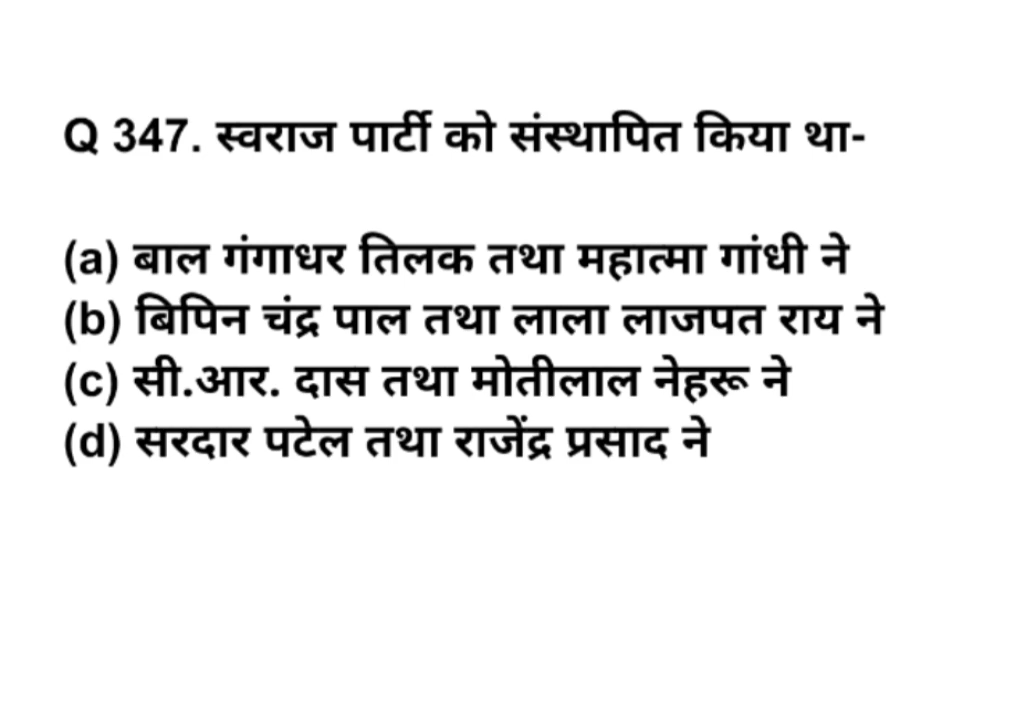 Q 347. स्वराज पार्टी को संस्थापित किया था-
(a) बाल गंगाधर तिलक तथा महात्मा गांधी ने
(b) बिपिन चंद्र पाल तथा लाला लाजपत राय ने
(c) सी.आर. दास तथा मोतीलाल नेहरू ने
(d) सरदार पटेल तथा राजेंद्र प्रसाद ने